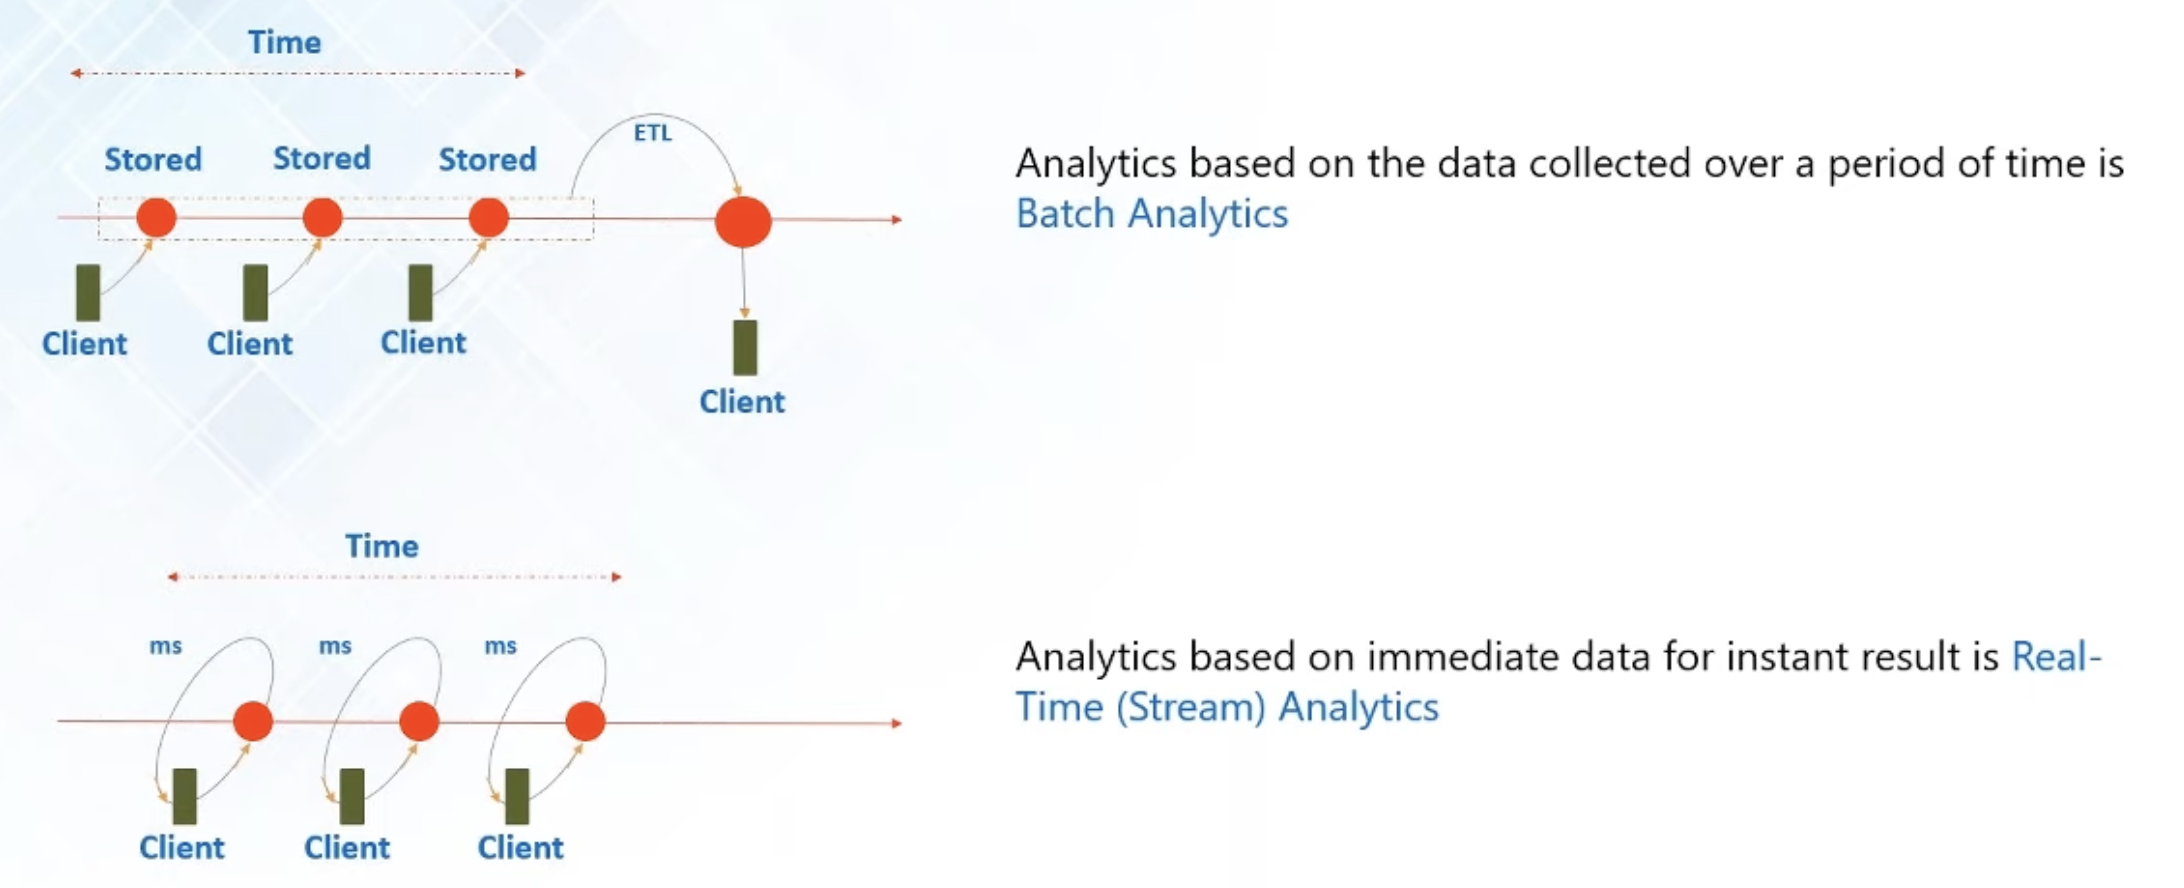 Time
Stored Stored Stored
ETL
Client Client Client
Client
Analytics based on the data collected over a period of time is
Batch Analytics
Time
ms ms ms
Client Client Client
Analytics based on immediate data for instant result is Real-
Time (Stream) Analytics